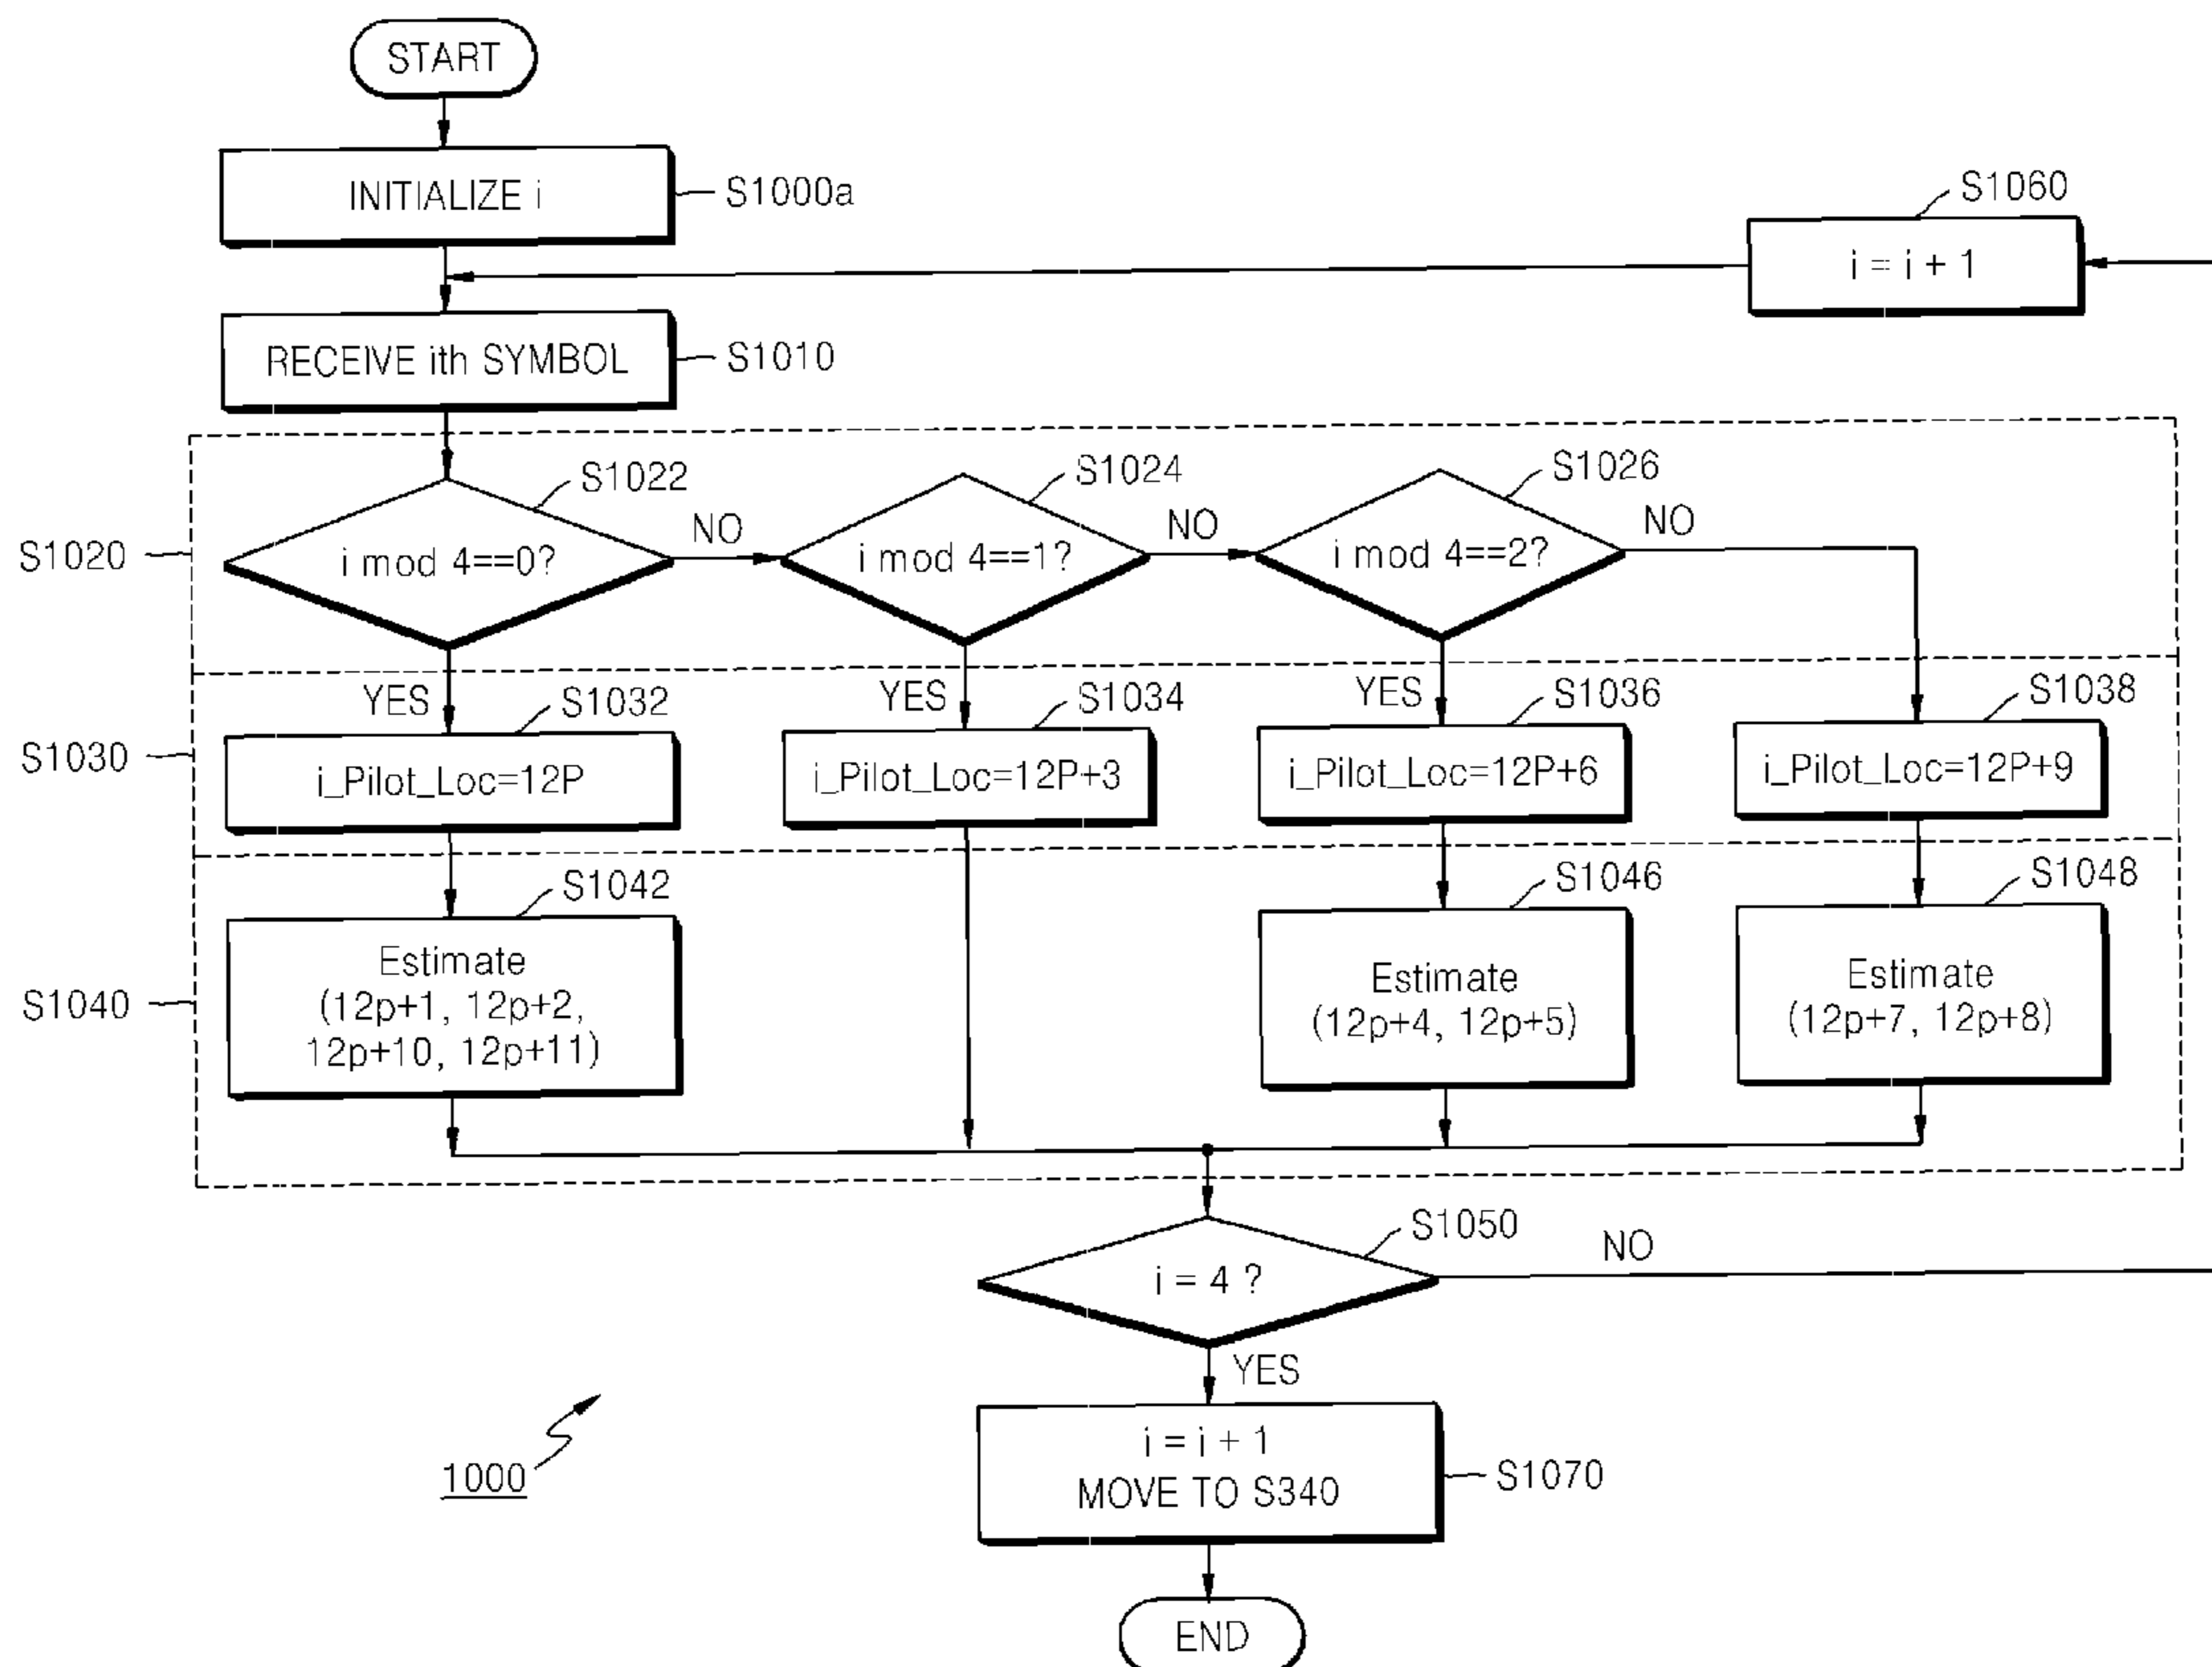 START
INITIALIZE i
S1000a
S1060
i = i + 1
RECEIVE ith SYMBOL
S1010
S1020
S1022
i mod 4==0?
NO
S1024
i mod 4==1?
NO
S1026
i mod 4==2?
NO
S1030
YES
S1032
i_Pilot_Loc=12P
YES
S1034
i_Pilot_Loc=12P+3
YES
S1036
i_Pilot_Loc=12P+6
S1038
i_Pilot_Loc=12P+9
S1040
S1042
Estimate
(12p+1, 12p+2,
12p+10, 12p+11)
S1046
Estimate
(12p+4, 12p+5)
S1048
Estimate
(12p+7, 12p+8)
S1050
i = 4 ?
NO
YES
i = i + 1
MOVE TO S340
S1070
1000
END